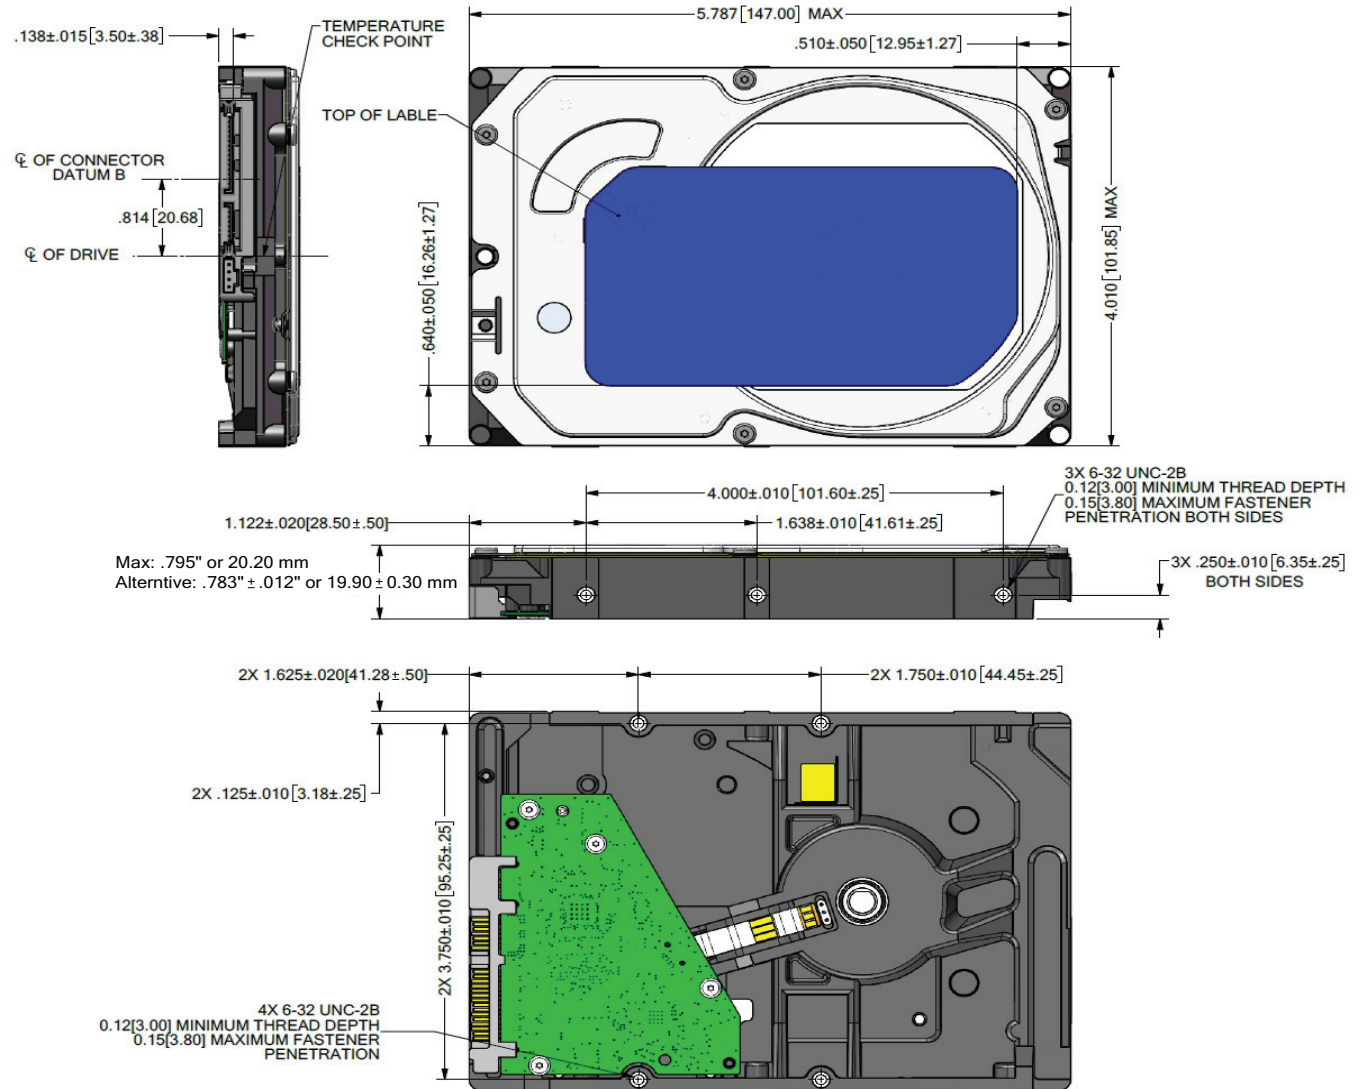 5.787[147.00] MAX
.138±.015[3.50±.38]
TEMPERATURE
CHECK POINT
.510±.050[12.95±1.27]
TOP OF LABLE
℄ OF CONNECTOR
DATUM B
.814[20.68]
℄ OF DRIVE
.640±.050[16.26±1.27]
4.010[101.85] MAX
3X 6-32 UNC-2B
0.12[3.00] MINIMUM THREAD DEPTH
0.15[3.80] MAXIMUM FASTENER
PENETRATION BOTH SIDES
4.000±.010[101.60±.25]
1.122±.020[28.50±.50]
1.638±.010[41.61±.25]
Max: .795" or 20.20 mm
Alterntive: .783"±.012" or 19.90±0.30 mm
3X .250±.010[6.35±.25]
BOTH SIDES
2X 1.625±.020[41.28±.50]
2X 1.750±.010[44.45±.25]
2X .125±.010[3.18±.25]
2X 3.750±.010[95.25±.25]
4X 6-32 UNC-2B
0.12[3.00] MINIMUM THREAD DEPTH
0.15[3.80] MAXIMUM FASTENER
PENETRATION